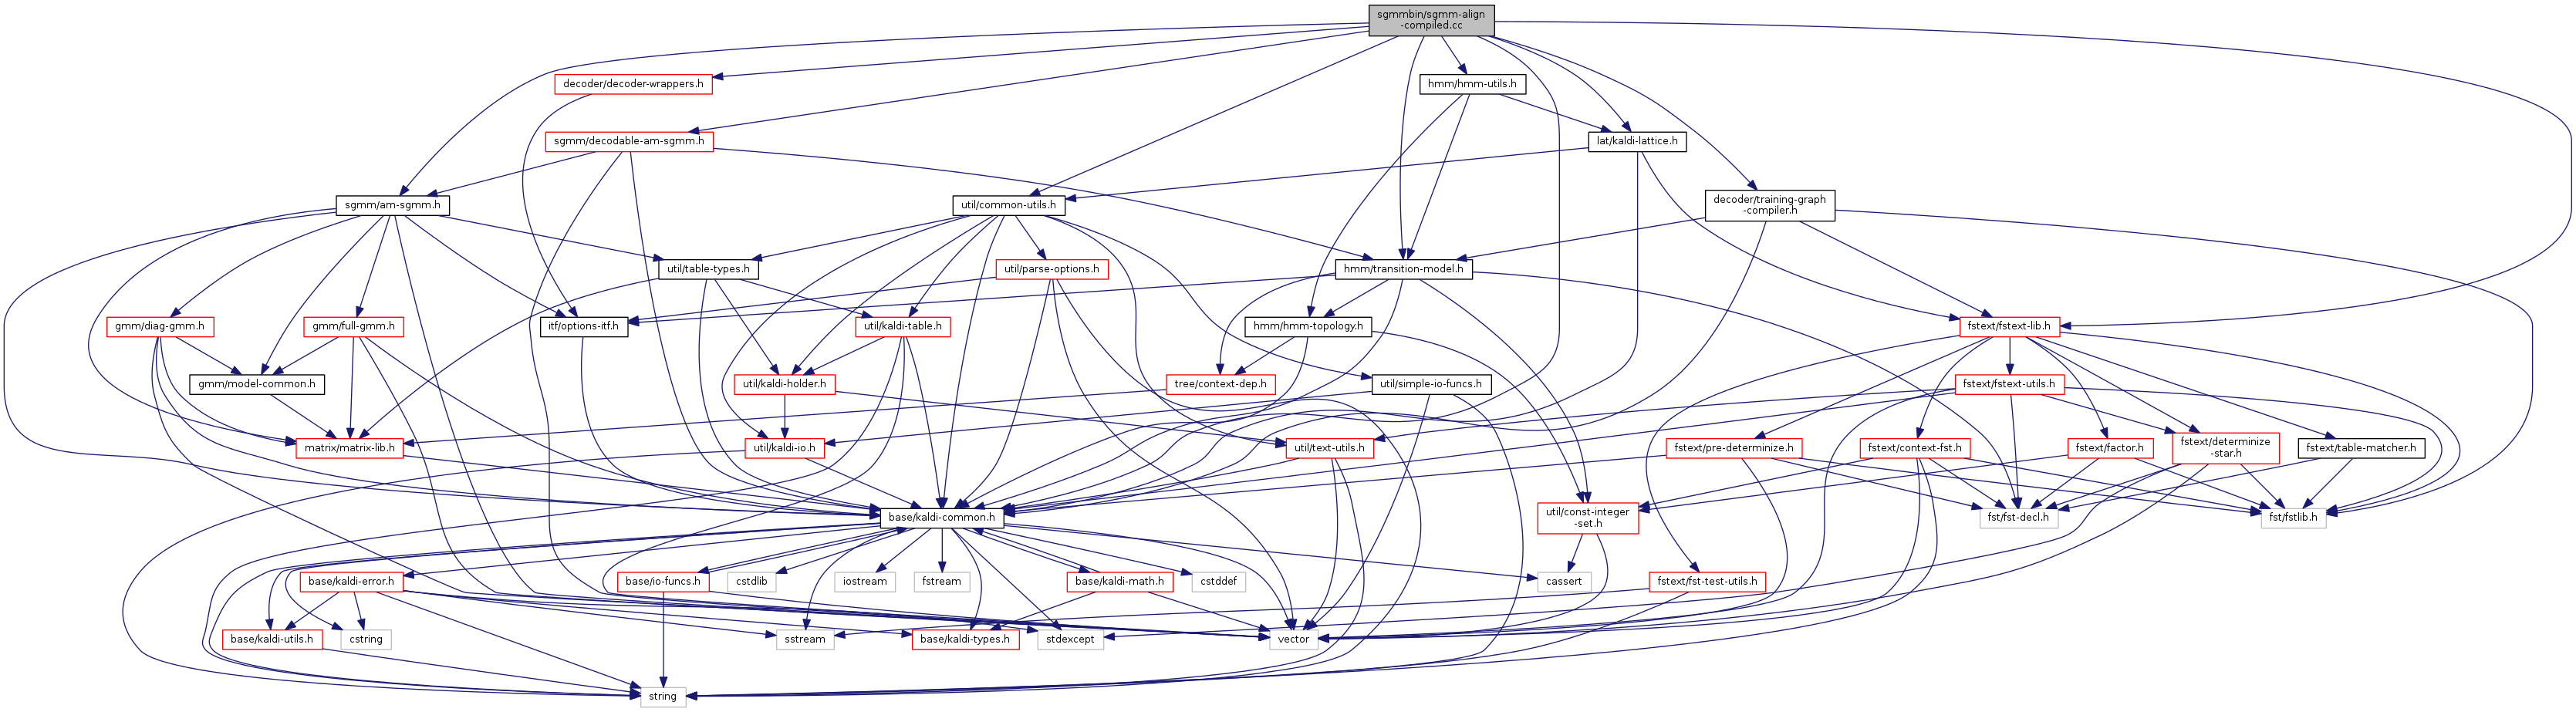 sgmmbin/sgmm-align
-compiled.cc
decoder/decoder-wrappers.h
hmm/hmm-utils.h
sgmm/decodable-am-sgmm.h
lat/kaldi-lattice.h
sgmm/am-sgmm.h
util/common-utils.h
decoder/training-graph
-compiler.h
util/table-types.h
util/parse-options.h
hmm/transition-model.h
gmm/diag-gmm.h
gmm/full-gmm.h
itf/options-itf.h
util/kaldi-table.h
hmm/hmm-topology.h
fstext/fstext-lib.h
gmm/model-common.h
util/kaldi-holder.h
tree/context-dep.h
util/simple-io-funcs.h
fstext/fstext-utils.h
matrix/matrix-lib.h
util/kaldi-io.h
util/text-utils.h
fstext/pre-determinize.h
fstext/context-fst.h
fstext/factor.h
fstext/determinize
-star.h
fstext/table-matcher.h
base/kaldi-common.h
util/const-integer
-set.h
fst/fst-decl.h
fst/fstlib.h
base/kaldi-error.h
base/io-funcs.h
cstdlib
iostream
fstream
base/kaldi-math.h
cstddef
cassert
fstext/fst-test-utils.h
base/kaldi-utils.h
cstring
sstream
base/kaldi-types.h
stdexcept
vector
string